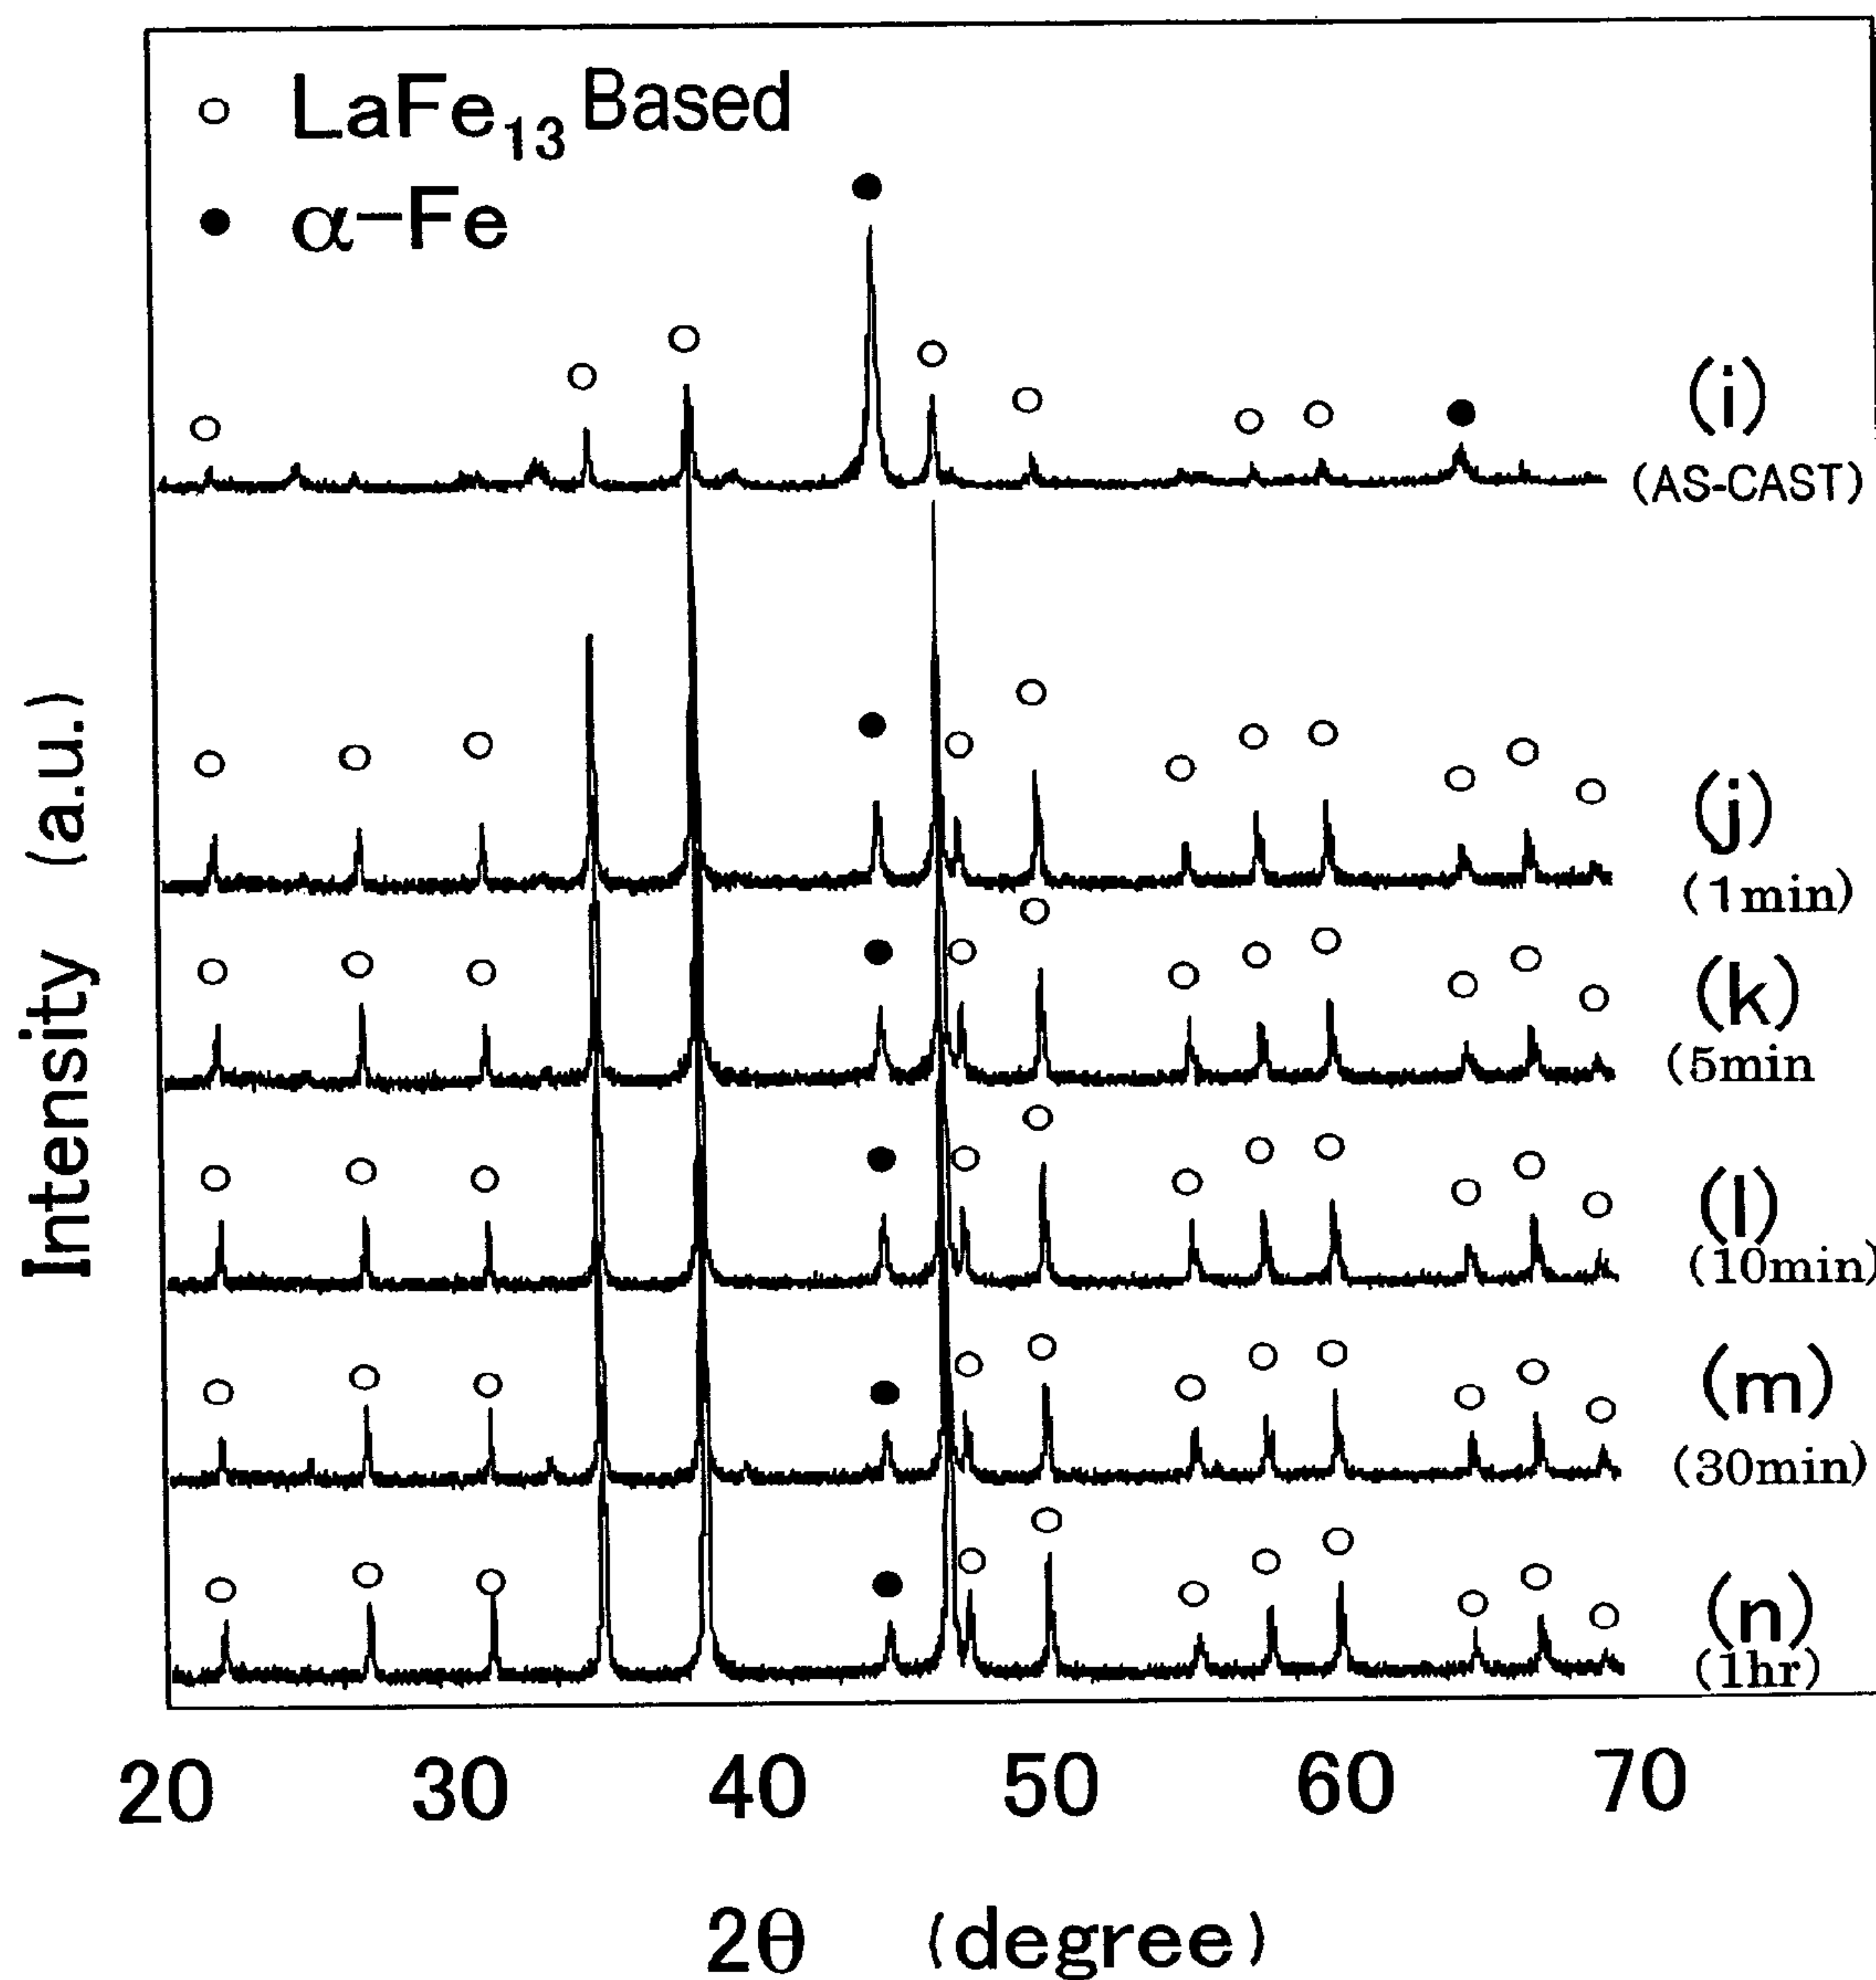 ○ LaFe₁₃ Based
● α-Fe
(i)
(AS-CAST)
(j)
(1min)
(k)
(5min
(l)
(10min)
(m)
(30min)
(n)
(1hr)
Intensity (a.u.)
20 30 40 50 60 70
2θ (degree)